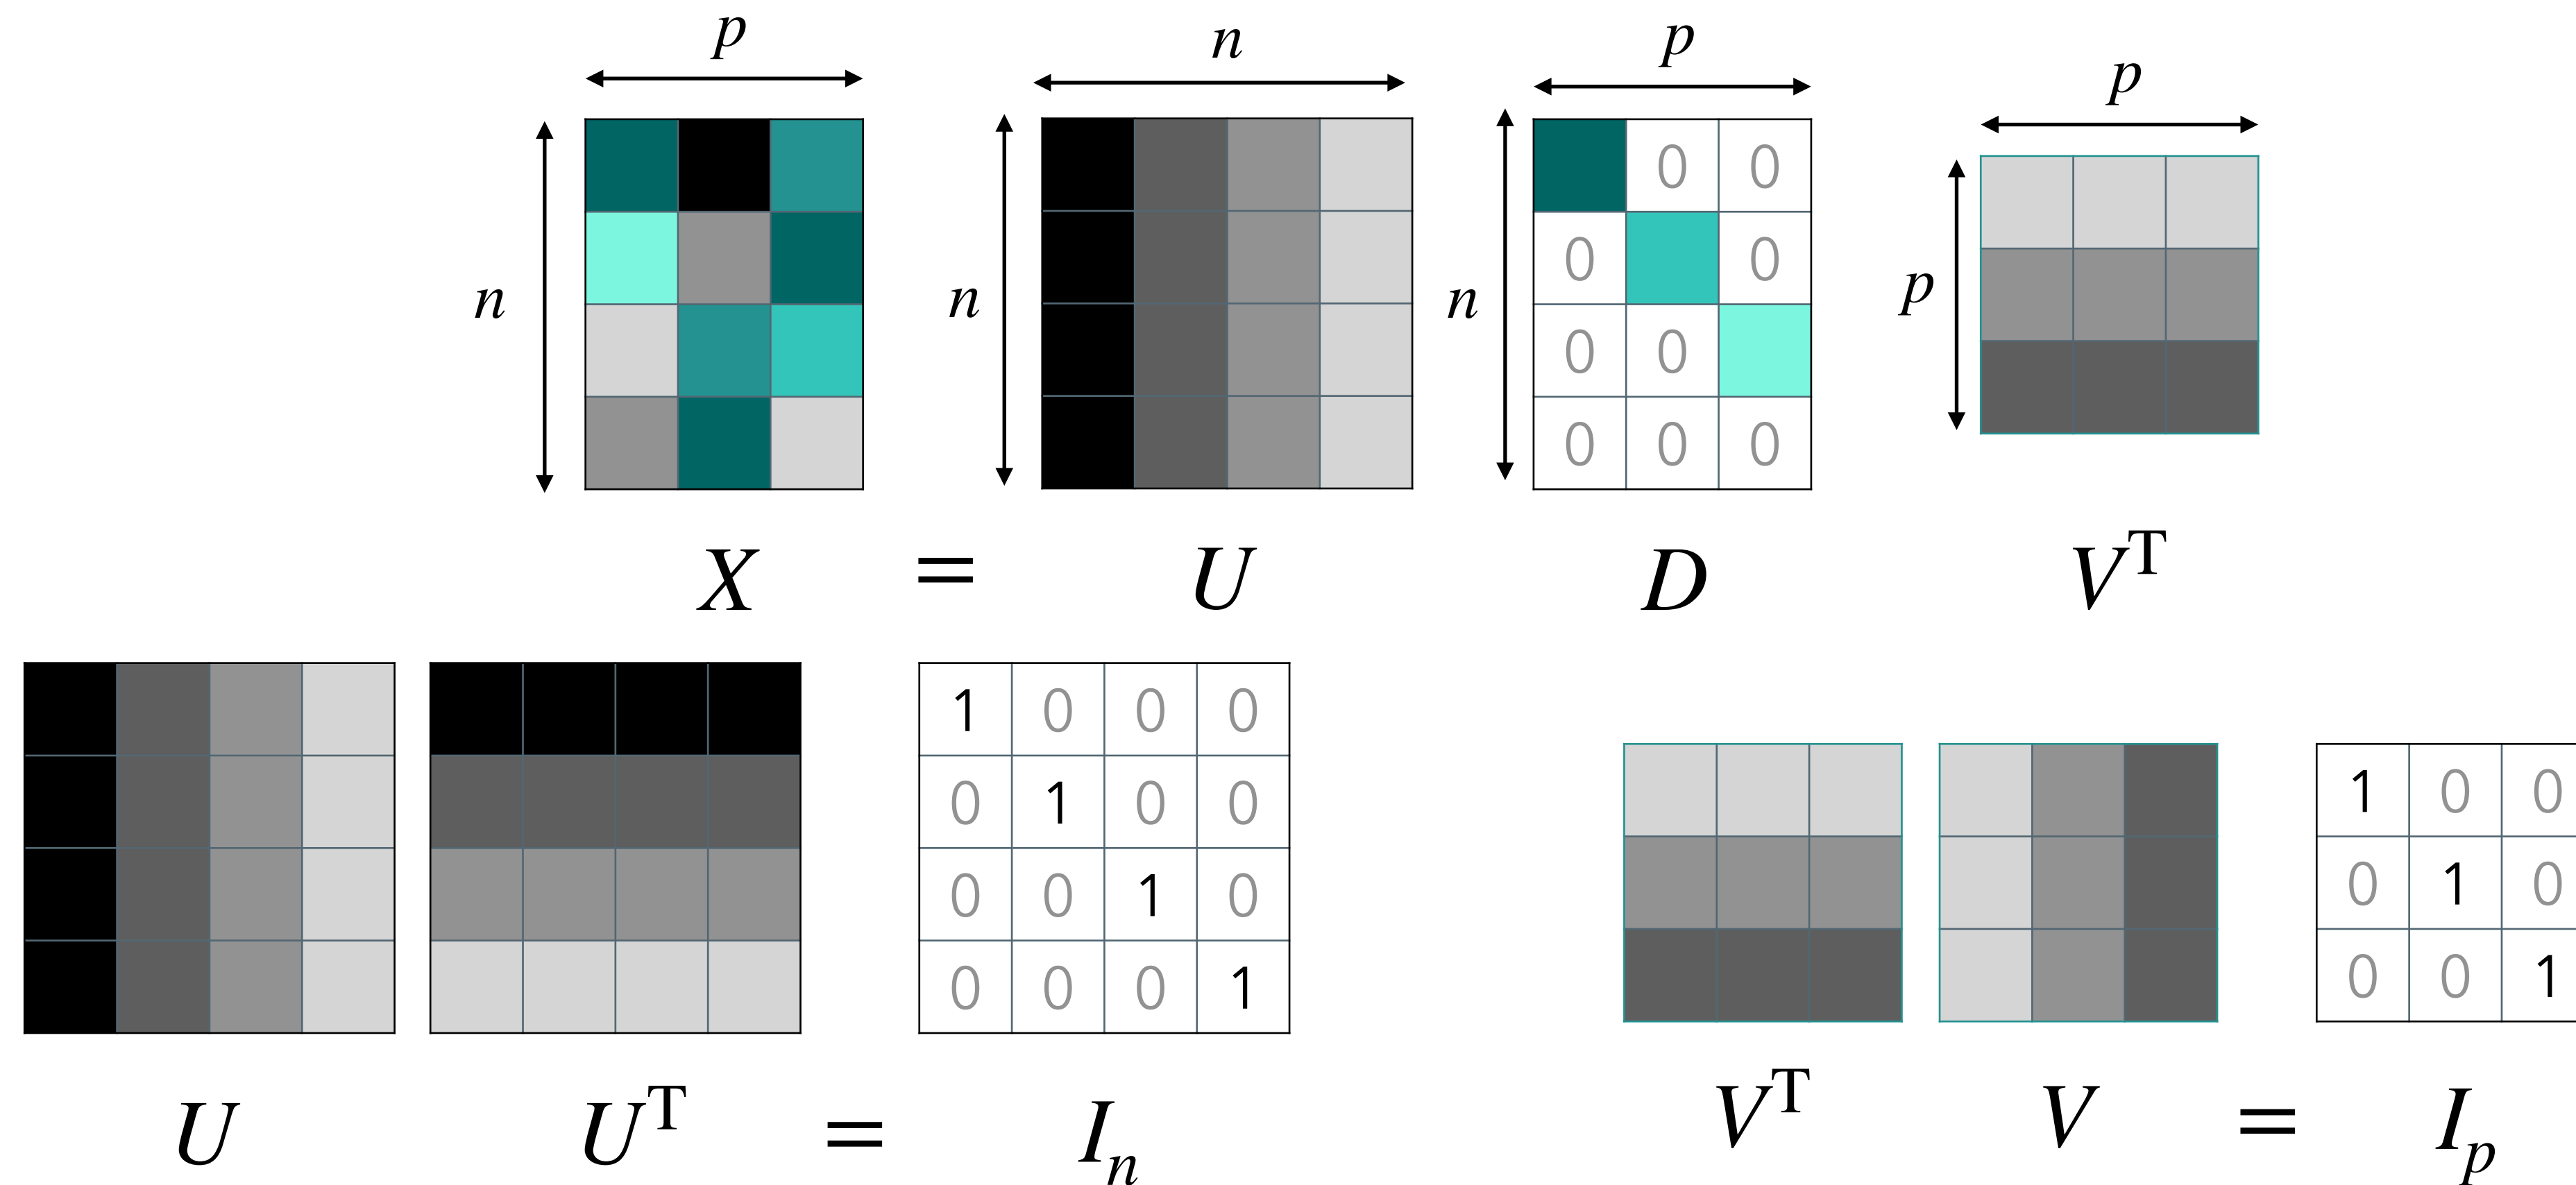 p n p p
n n n p
0 0
0 0
0 0
0 0 0
X = U D V^T
1 0 0 0
0 1 0 0
0 0 1 0
0 0 0 1
1 0 0
0 1 0
0 0 1
U U^T = I_n
V^T V = I_p